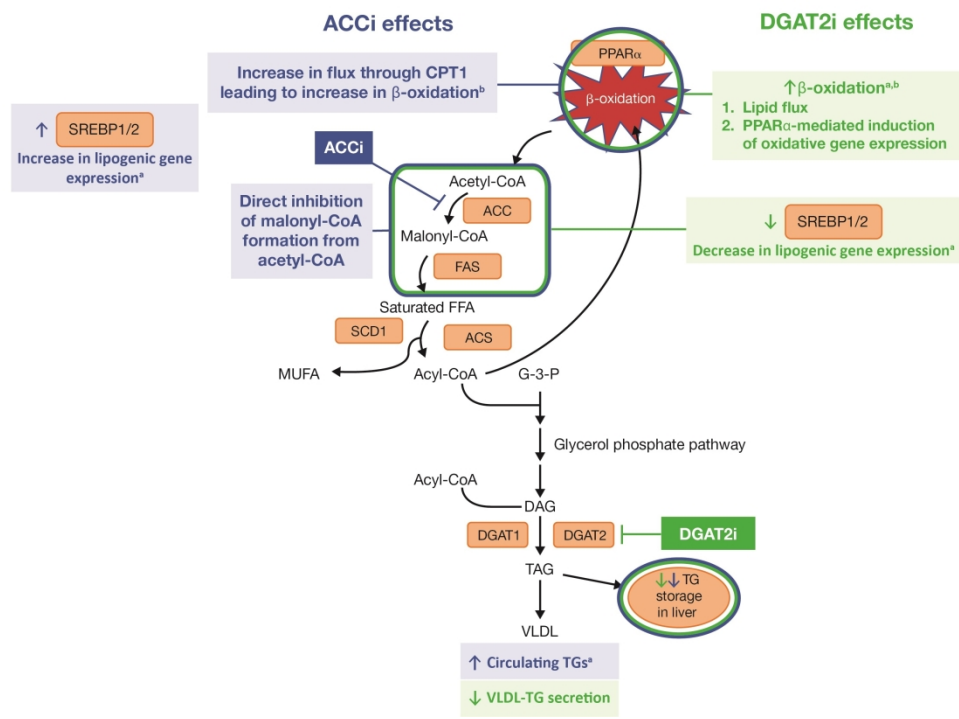 ACCi effects
DGAT2i effects
PPARα
β-oxidation
Increase in flux through CPT1
leading to increase in β-oxidationᵇ
↑β-oxidationᵃ,ᵇ
1. Lipid flux
2. PPARα-mediated induction
of oxidative gene expression
↑ SREBP1/2
Increase in lipogenic gene
expressionᵃ
ACCi
Acetyl-CoA
ACC
Malonyl-CoA
FAS
Direct inhibition
of malonyl-CoA
formation from
acetyl-CoA
↓ SREBP1/2
Decrease in lipogenic gene expressionᵃ
Saturated FFA
SCD1
ACS
MUFA
Acyl-CoA
G-3-P
Glycerol phosphate pathway
Acyl-CoA
DAG
DGAT1
DGAT2
DGAT2i
TAG
↓↓TG
storage
in liver
VLDL
↑ Circulating TGsᵃ
↓ VLDL-TG secretion